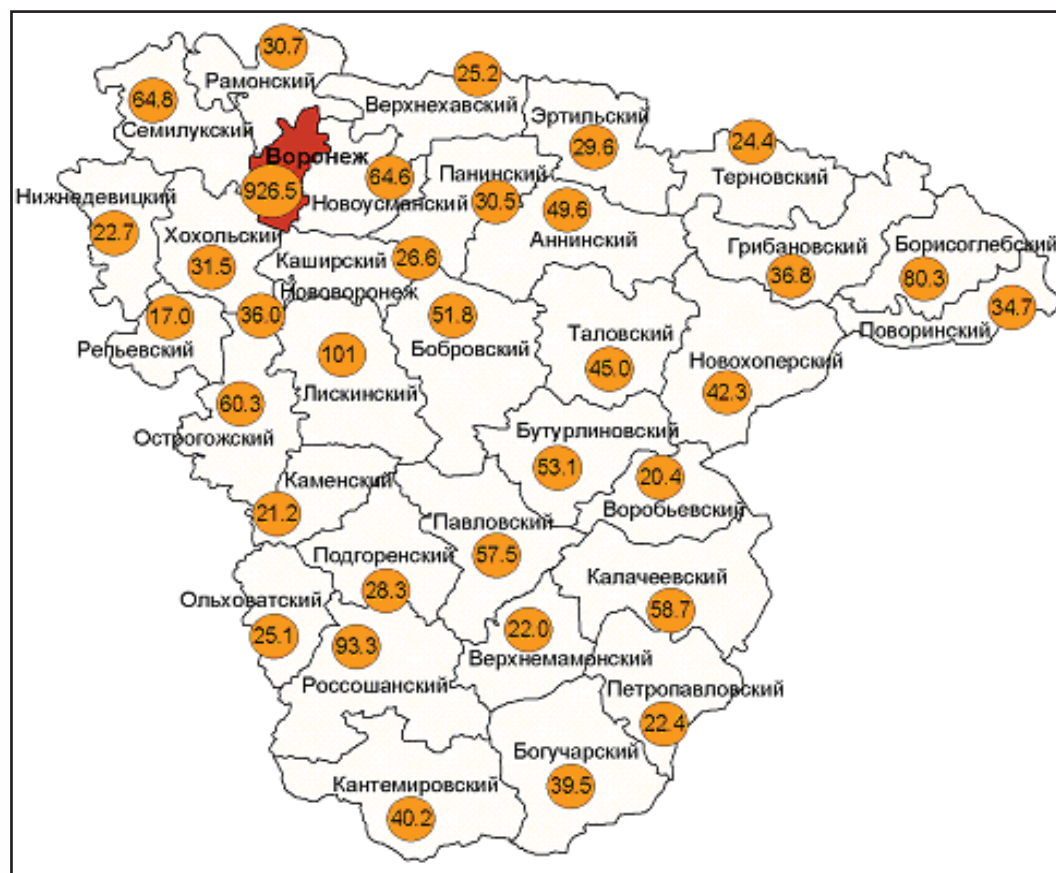 30.7
Рамонский
25.2
Верхнехавский
64.8
Семилукский
Эртильский
29.6
24.4
Терновский
Воронеж
926.5
64.6
Новоусманский
Панинский
30.5
49.6
Аннинский
Нижнедевицкий
22.7
Хохольский
31.5
Каширский
26.6
Грибановский
36.8
Борисоглебский
80.3
34.7
Поворинский
Нововоронеж
36.0
17.0
Репьевский
101
Лискинский
51.8
Бобровский
Таловский
45.0
Новохоперский
42.3
60.3
Острогожский
Бутурлиновский
53.1
20.4
Воробьевский
Каменский
21.2
Павловский
57.5
Подгоренский
28.3
Калачеевский
58.7
Ольховатский
25.1
93.3
Россошанский
22.0
Верхнемамонский
Петропавловский
22.4
Богучарский
39.5
Кантемировский
40.2